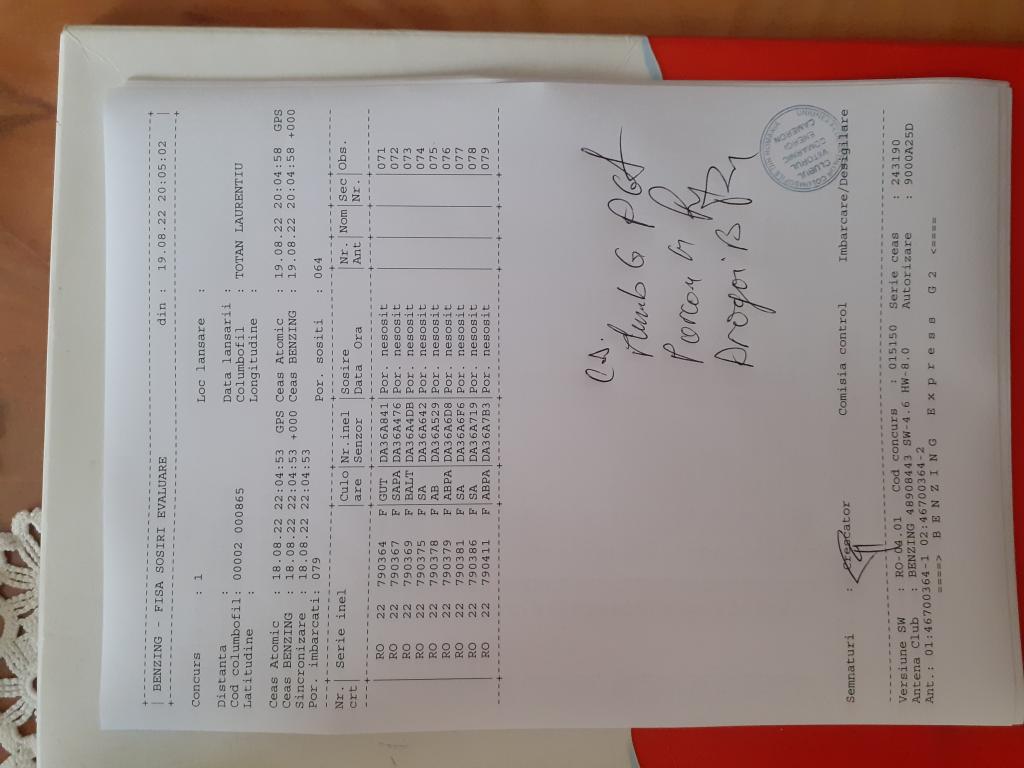 BENZING - FISA SOSIRI EVALUARE din : 19.08.22 20:05:02
Concurs : 1 Loc lansare :
Distanta : Data lansarii :
Cod columbofil: 00002 000865 Columbofil : TOTAN LAURENTIU
Latitudine : Longitudine :
Ceas Atomic : 18.08.22 22:04:53 GPS Ceas Atomic : 19.08.22 20:04:58 GPS
Ceas BENZING : 18.08.22 22:04:53 +000 Ceas BENZING : 19.08.22 20:04:58 +000
Sincronizare : 18.08.22 22:04:53
Por. imbarcati: 079 Por. sositi : 064
Nr.| Serie inel |Culo|Nr.inel |Sosire |Nr. |Nom|Sec|Obs.
crt| |are |Senzor |Data Ora |Ant | |Nr.|
RO 22 790364 F|GUT |DA36A841|Por. nesosit 071
RO 22 790367 F|SAPA|DA36A476|Por. nesosit 072
RO 22 790369 F|BALT|DA36A4DB|Por. nesosit 073
RO 22 790375 F|SA |DA36A642|Por. nesosit 074
RO 22 790378 F|AB |DA36A529|Por. nesosit 075
RO 22 790379 F|ABPA|DA36A6D8|Por. nesosit 076
RO 22 790381 F|SA |DA36A6F6|Por. nesosit 077
RO 22 790386 F|SA |DA36A719|Por. nesosit 078
RO 22 790411 F|ABPA|DA36A7B3|Por. nesosit 079
CLUBUL
VIITORUL
COMARNIC
ENERGI
CAMERON
Semnaturi : Crescator Comisia control Imbarcare/Desigilare
Versiune SW : RO-04.01 Cod concurs : 015150 Serie ceas : 243190
Antena Club : BENZING 48908443 SW-4.6 HW-8.0 Autorizare : 9000A25D
Ant.: 01:46700364-1 02:46700364-2
====> B E N Z I N G E x p r e s s G 2 <====